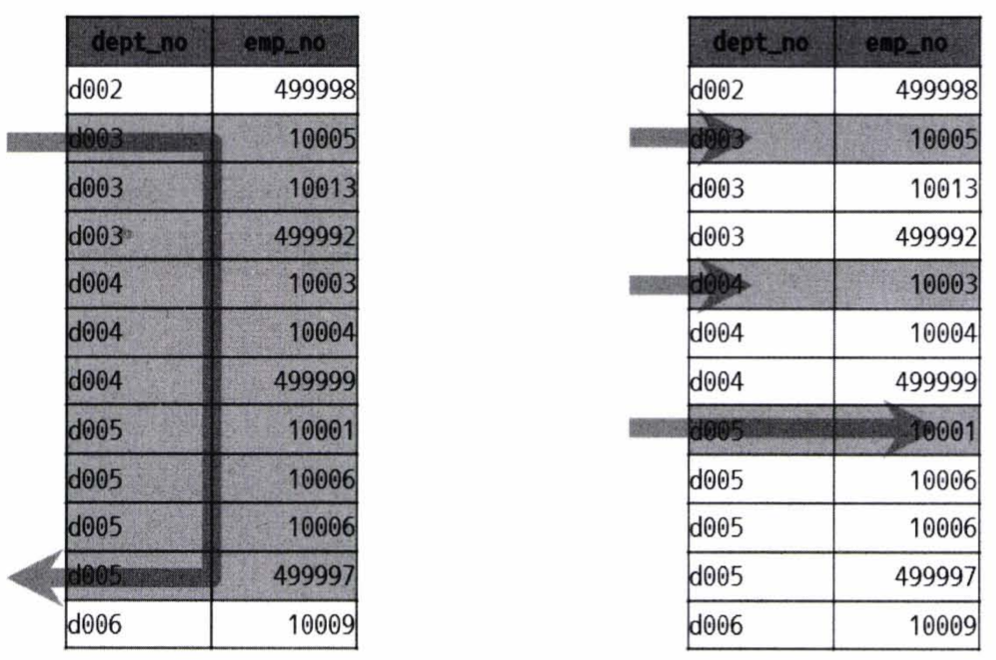 dept_no emp_no
d002 499998
d003 10005
d003 10013
d003 499992
d004 10003
d004 10004
d004 499999
d005 10001
d005 10006
d005 10006
d005 499997
d006 10009
dept_no emp_no
d002 499998
d003 10005
d003 10013
d003 499992
d004 10003
d004 10004
d004 499999
d005 10001
d005 10006
d005 10006
d005 499997
d006 10009